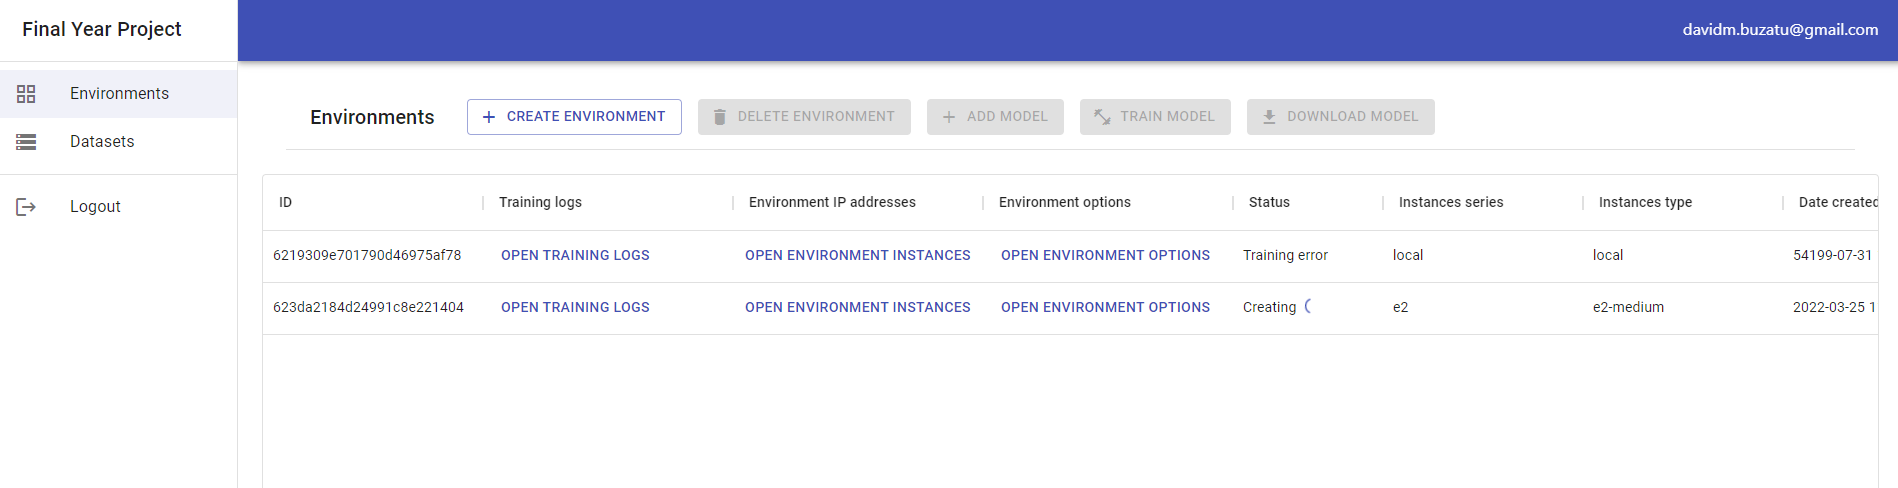 Final Year Project
davidm.buzatu@gmail.com
Environments
Datasets
Logout
Environments
CREATE ENVIRONMENT
DELETE ENVIRONMENT
ADD MODEL
TRAIN MODEL
DOWNLOAD MODEL
ID Training logs Environment IP addresses Environment options Status Instances series Instances type Date created
6219309e701790d46975af78 OPEN TRAINING LOGS OPEN ENVIRONMENT INSTANCES OPEN ENVIRONMENT OPTIONS Training error local local 54199-07-31
623da2184d24991c8e221404 OPEN TRAINING LOGS OPEN ENVIRONMENT INSTANCES OPEN ENVIRONMENT OPTIONS Creating e2 e2-medium 2022-03-25 1